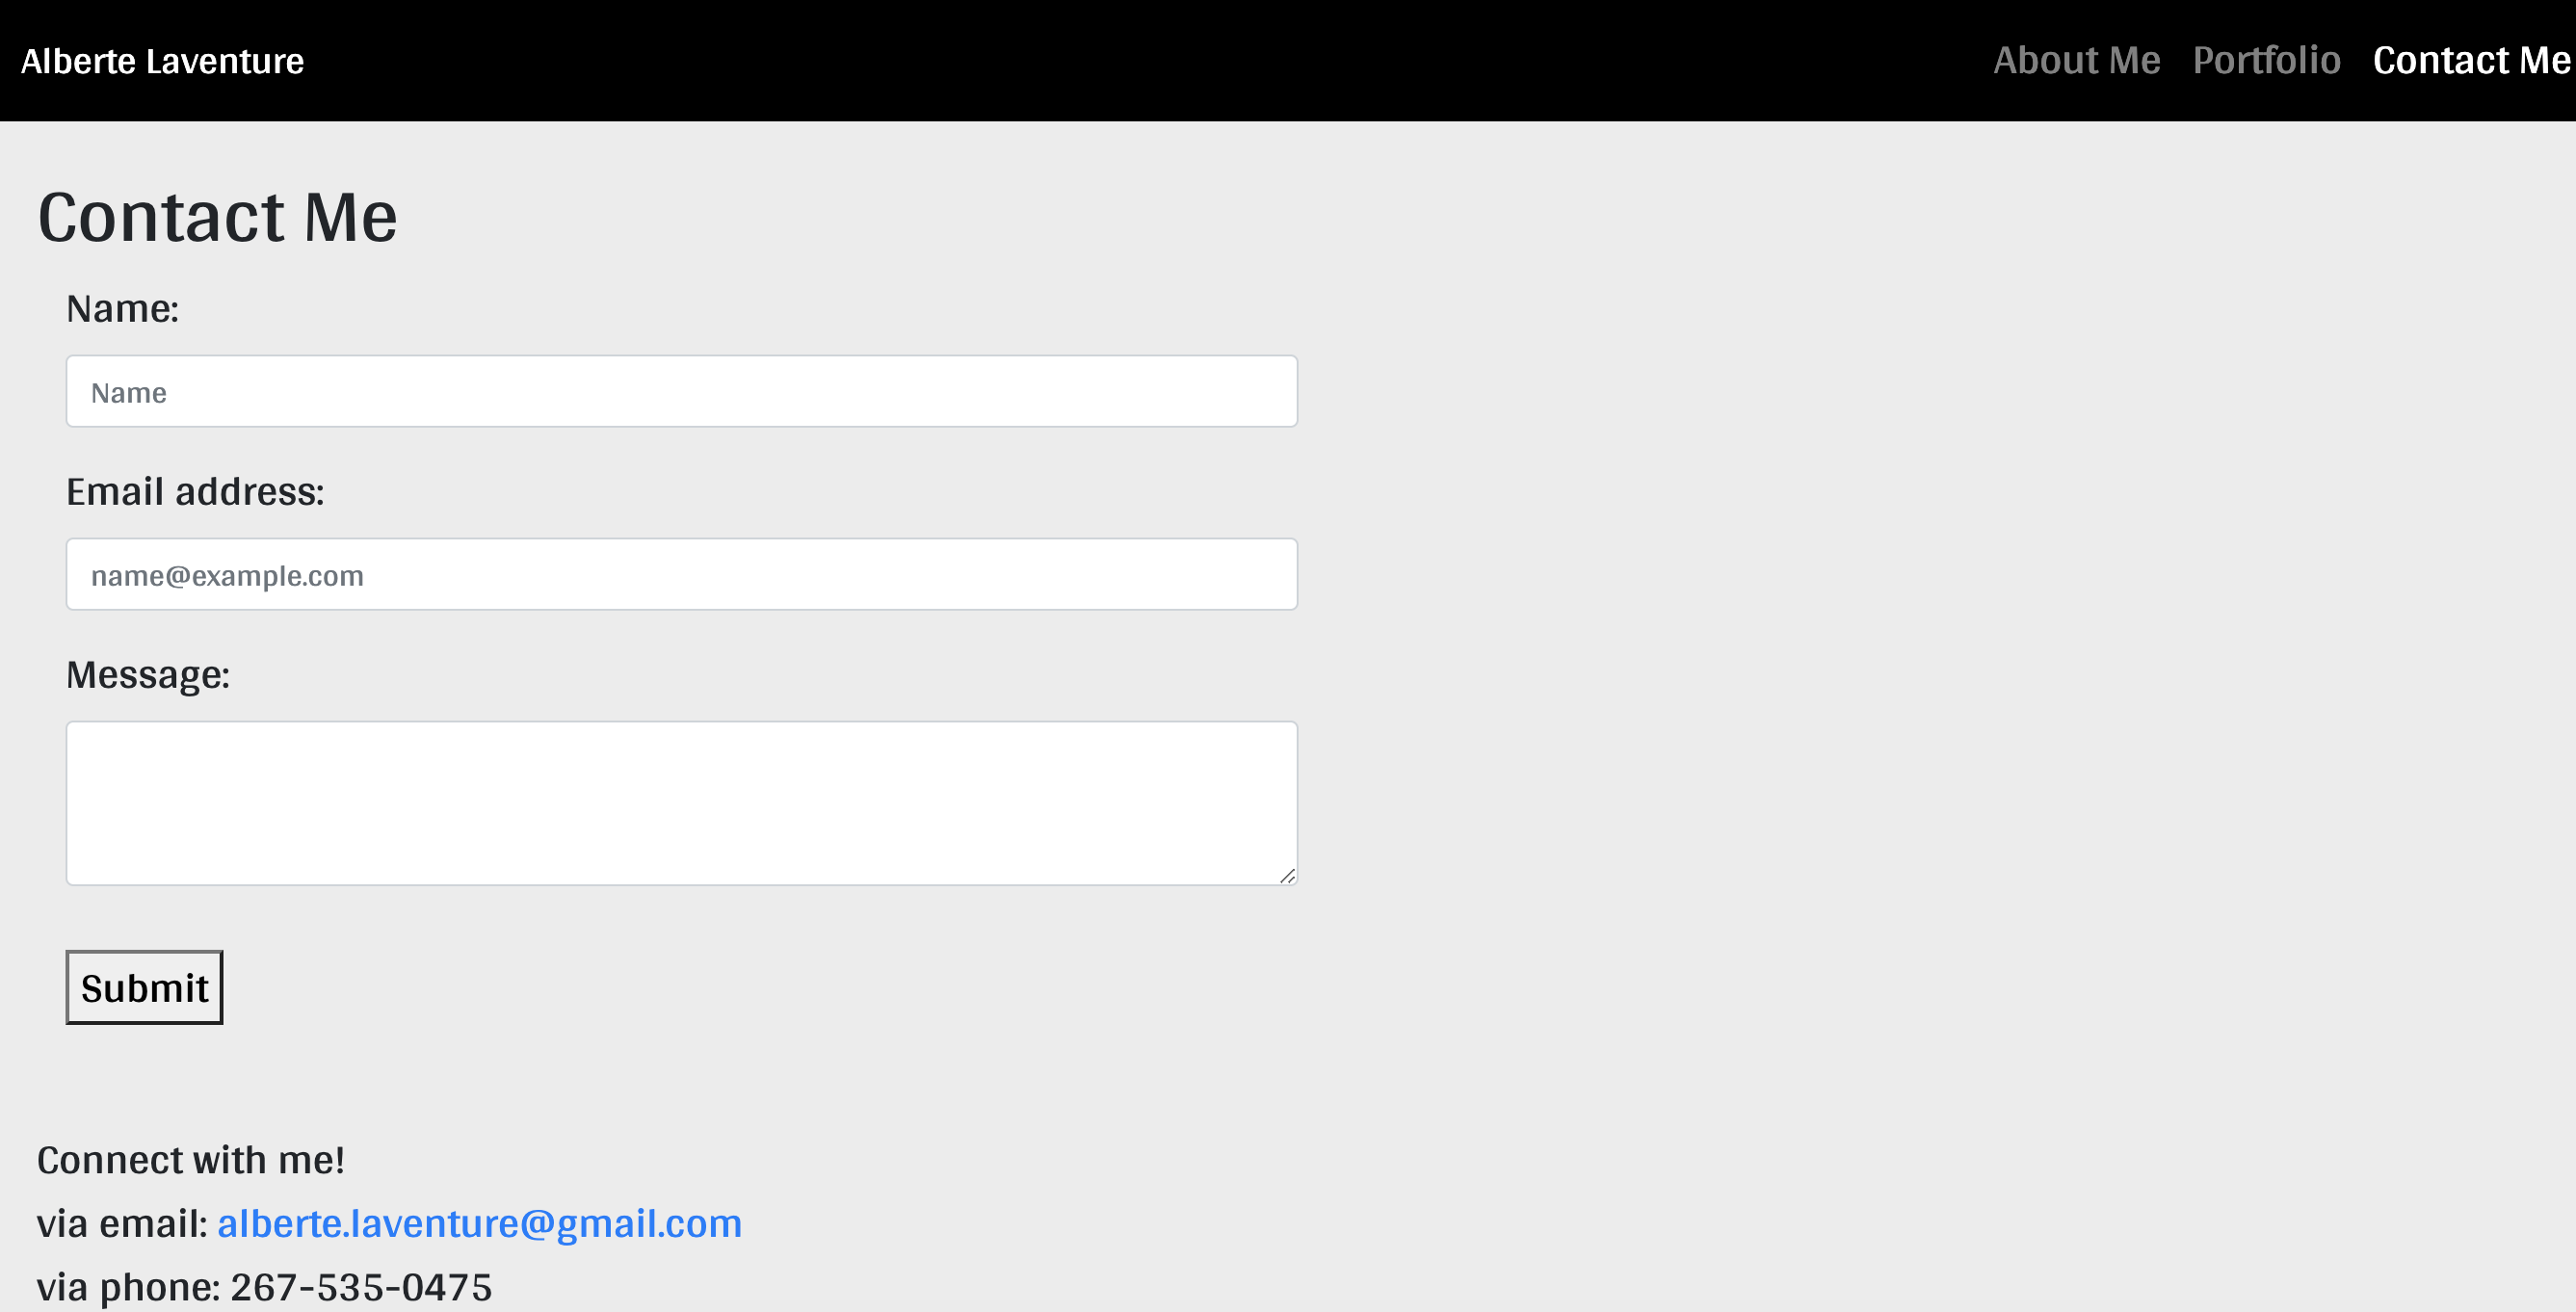 Alberte Laventure
About Me Portfolio Contact Me
Contact Me
Name:
Name
Email address:
name@example.com
Message:
Submit
Connect with me!
via email: alberte.laventure@gmail.com
via phone: 267-535-0475